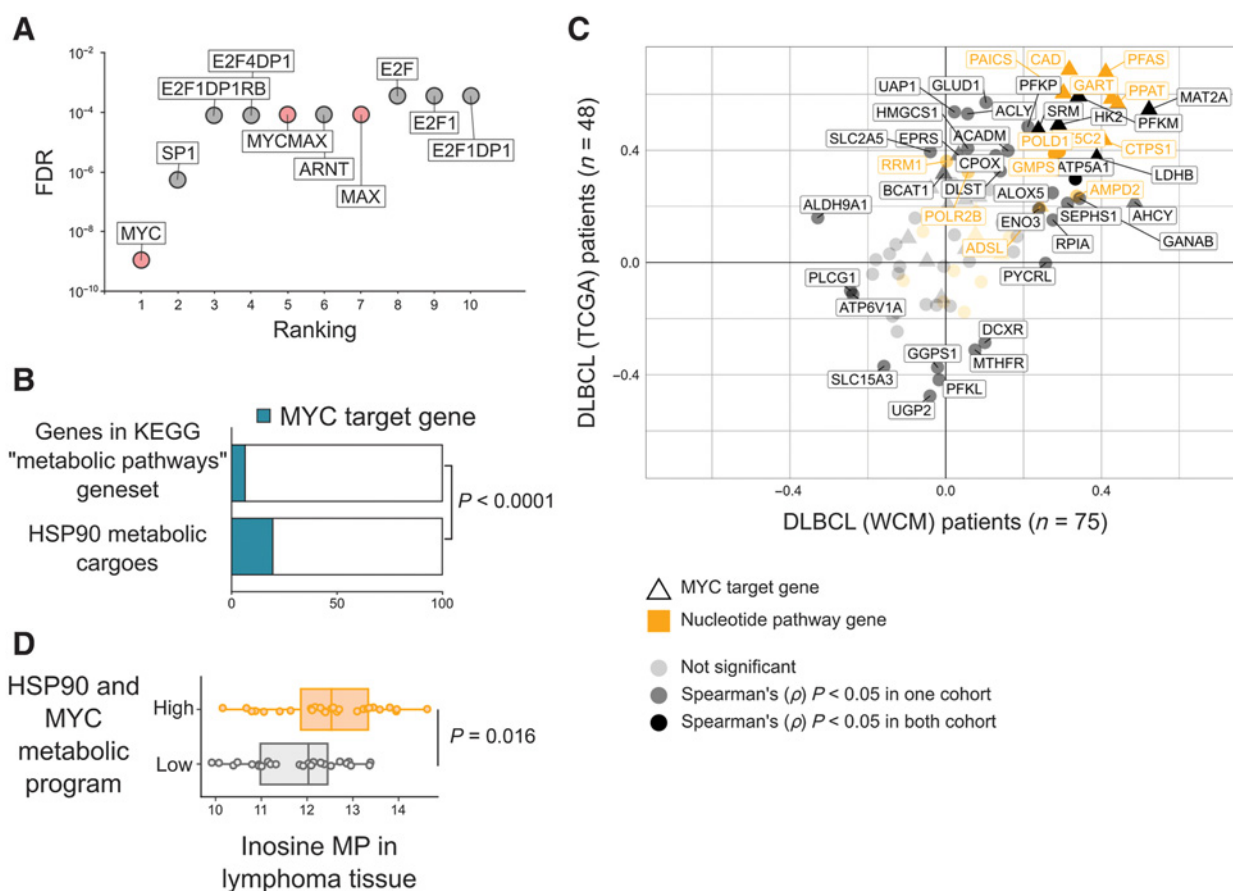 A
FDR
10⁻²
10⁻⁴
10⁻⁶
10⁻⁸
10⁻¹⁰
E2F4DP1
E2F1DP1RB
E2F
SP1
MYCMAX
E2F1
ARNT
E2F1DP1
MAX
MYC
1 2 3 4 5 6 7 8 9 10
Ranking
B
MYC target gene
Genes in KEGG
"metabolic pathways"
geneset
HSP90 metabolic
cargoes
P < 0.0001
0 50 100
D
HSP90 and
MYC
metabolic
program
High
Low
P = 0.016
10 11 12 13 14
Inosine MP in
lymphoma tissue
C
DLBCL (TCGA) patients (n = 48)
0.4
0.0
−0.4
PAICS CAD PFAS
UAP1 GLUD1 PFKP GART PPAT
MAT2A
HMGCS1 ACLY SRM HK2 PFKM
SLC2A5 EPRS ACADM POLD1 5C2 CTPS1
RRM1 CPOX GMPS ATP5A1 LDHB
BCAT1 DLST ALOX5 AMPD2
ALDH9A1 POLR2B ENO3 SEPHS1 AHCY
ADSL RPIA GANAB
PLCG1 PYCRL
ATP6V1A
DCXR
GGPS1 MTHFR
SLC15A3 PFKL
UGP2
−0.4 0.0 0.4
DLBCL (WCM) patients (n = 75)
MYC target gene
Nucleotide pathway gene
Not significant
Spearman's (ρ) P < 0.05 in one cohort
Spearman's (ρ) P < 0.05 in both cohort